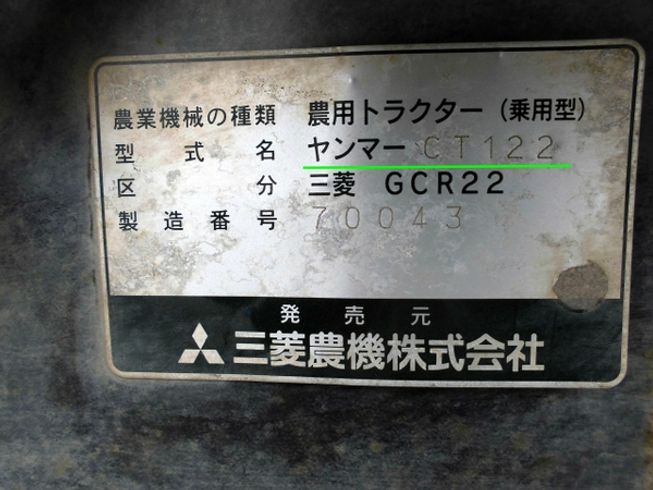 農業機械の種類 農用トラクター（乗用型）
型式名 ヤンマー CT122
区分 三菱 GCR22
製造番号 70043
発売元
三菱農機株式会社